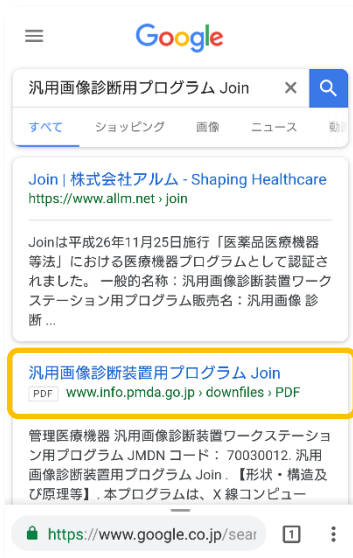 Google
汎用画像診断用プログラム Join
すべて ショッピング 画像 ニュース
Join | 株式会社アルム - Shaping Healthcare
https://www.allm.net › join
Joinは平成26年11月25日施行「医薬品医療機器
等法」における医療機器プログラムとして認証さ
れました。 一般的名称：汎用画像診断装置ワーク
ステーション用プログラム販売名：汎用画像 診
断 ...
汎用画像診断装置用プログラム Join
PDF www.info.pmda.go.jp › downfiles › PDF
管理医療機器 汎用画像診断装置ワークステーショ
ン用プログラム JMDN コード： 70030012. 汎用
画像診断装置用プログラム Join . 【形状・構造及
び原理等】. 本プログラムは、X 線コンピュー
https://www.google.co.jp/sear 1